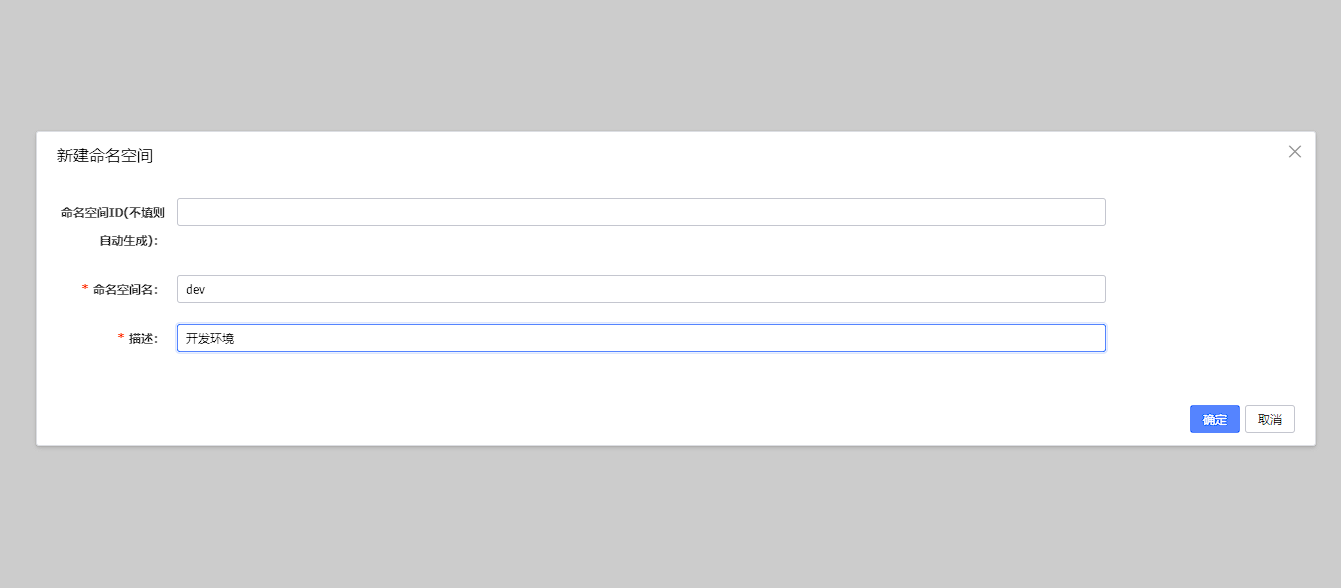 新建命名空间
命名空间ID(不填则
自动生成):
* 命名空间名:
dev
* 描述:
开发环境
确定 取消